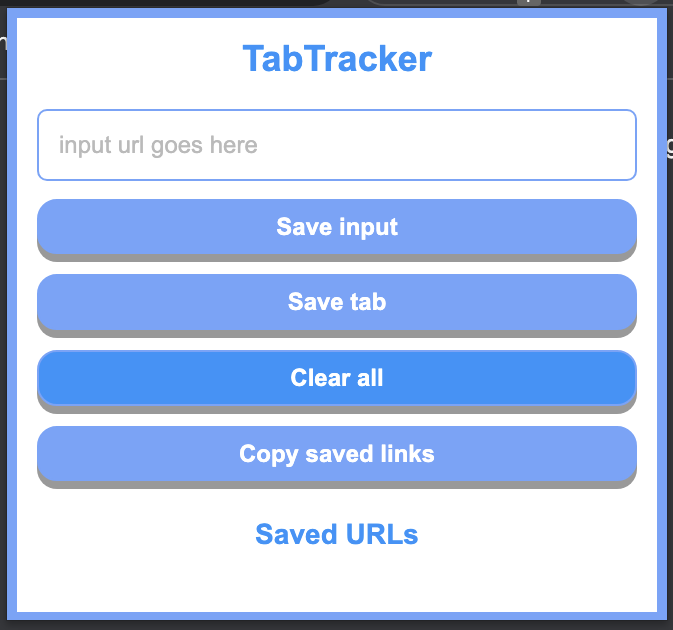 TabTracker
input url goes here
Save input
Save tab
Clear all
Copy saved links
Saved URLs